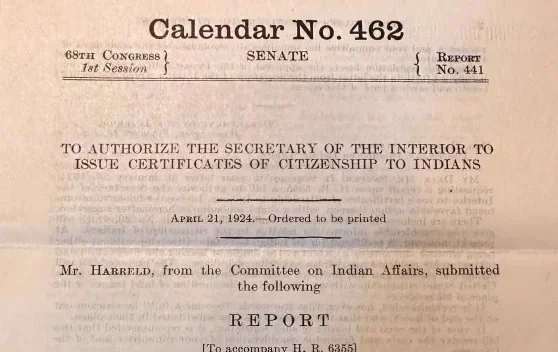 Calendar No. 462
68TH CONGRESS
1st Session
SENATE
REPORT
No. 441
TO AUTHORIZE THE SECRETARY OF THE INTERIOR TO
ISSUE CERTIFICATES OF CITIZENSHIP TO INDIANS
APRIL 21, 1924.—Ordered to be printed
Mr. HARRELD, from the Committee on Indian Affairs, submitted
the following
REPORT
[To accompany H. R. 6355]